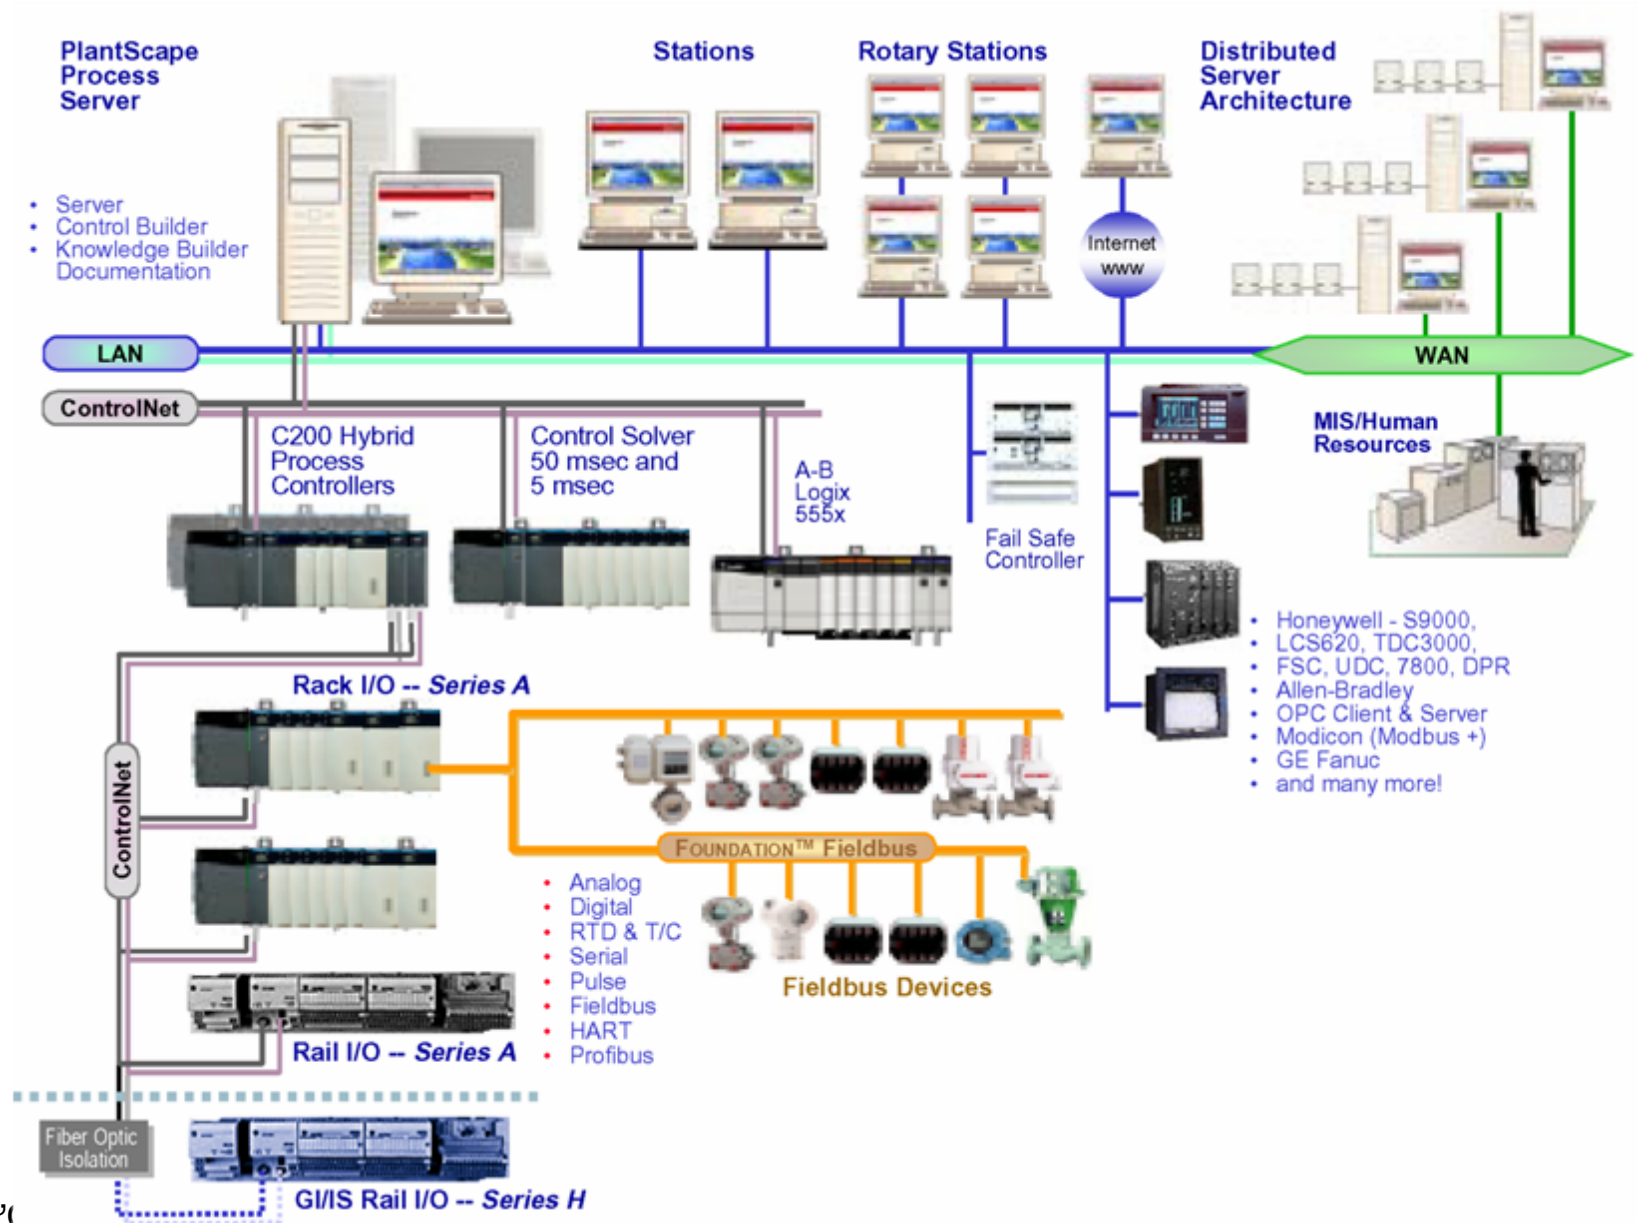 PlantScape
Process
Server
Stations
Rotary Stations
Distributed
Server
Architecture
• Server
• Control Builder
• Knowledge Builder
Documentation
Internet
www
LAN
WAN
ControlNet
C200 Hybrid
Process
Controllers
Control Solver
50 msec and
5 msec
A-B
Logix
555x
Fail Safe
Controller
MIS/Human
Resources
• Honeywell - S9000,
• LCS620, TDC3000,
• FSC, UDC, 7800, DPR
• Allen-Bradley
• OPC Client & Server
• Modicon (Modbus +)
• GE Fanuc
• and many more!
Rack I/O -- Series A
ControlNet
FOUNDATION™ Fieldbus
• Analog
• Digital
• RTD & T/C
• Serial
• Pulse
• Fieldbus
• HART
• Profibus
Fieldbus Devices
Rail I/O -- Series A
Fiber Optic
Isolation
GI/IS Rail I/O -- Series H